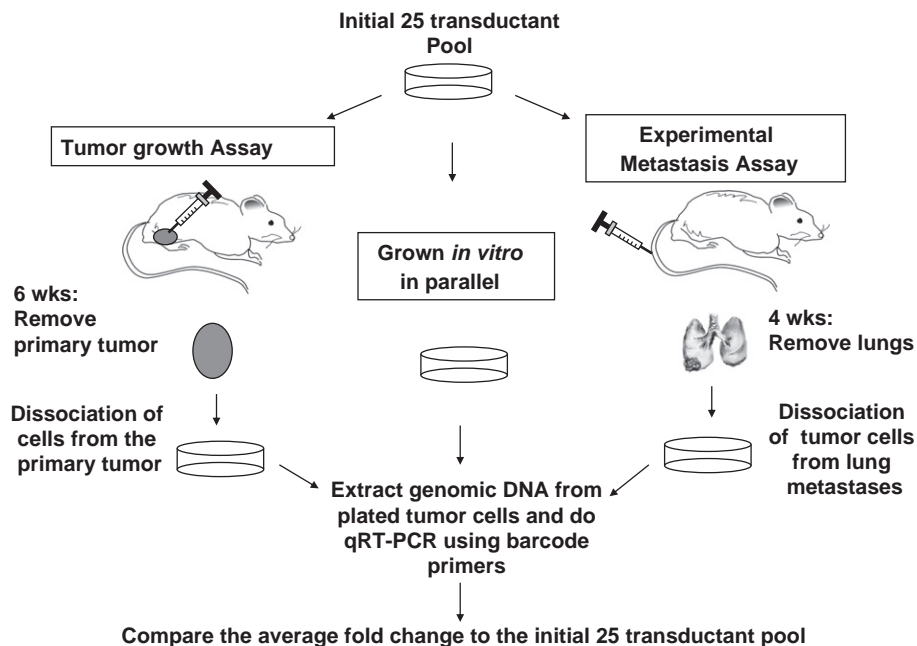 Initial 25 transductant
Pool
Tumor growth Assay
Experimental
Metastasis Assay
Grown in vitro
in parallel
6 wks:
Remove
primary tumor
4 wks:
Remove lungs
Dissociation of
cells from the
primary tumor
Dissociation
of tumor cells
from lung
metastases
Extract genomic DNA from
plated tumor cells and do
qRT-PCR using barcode
primers
Compare the average fold change to the initial 25 transductant pool